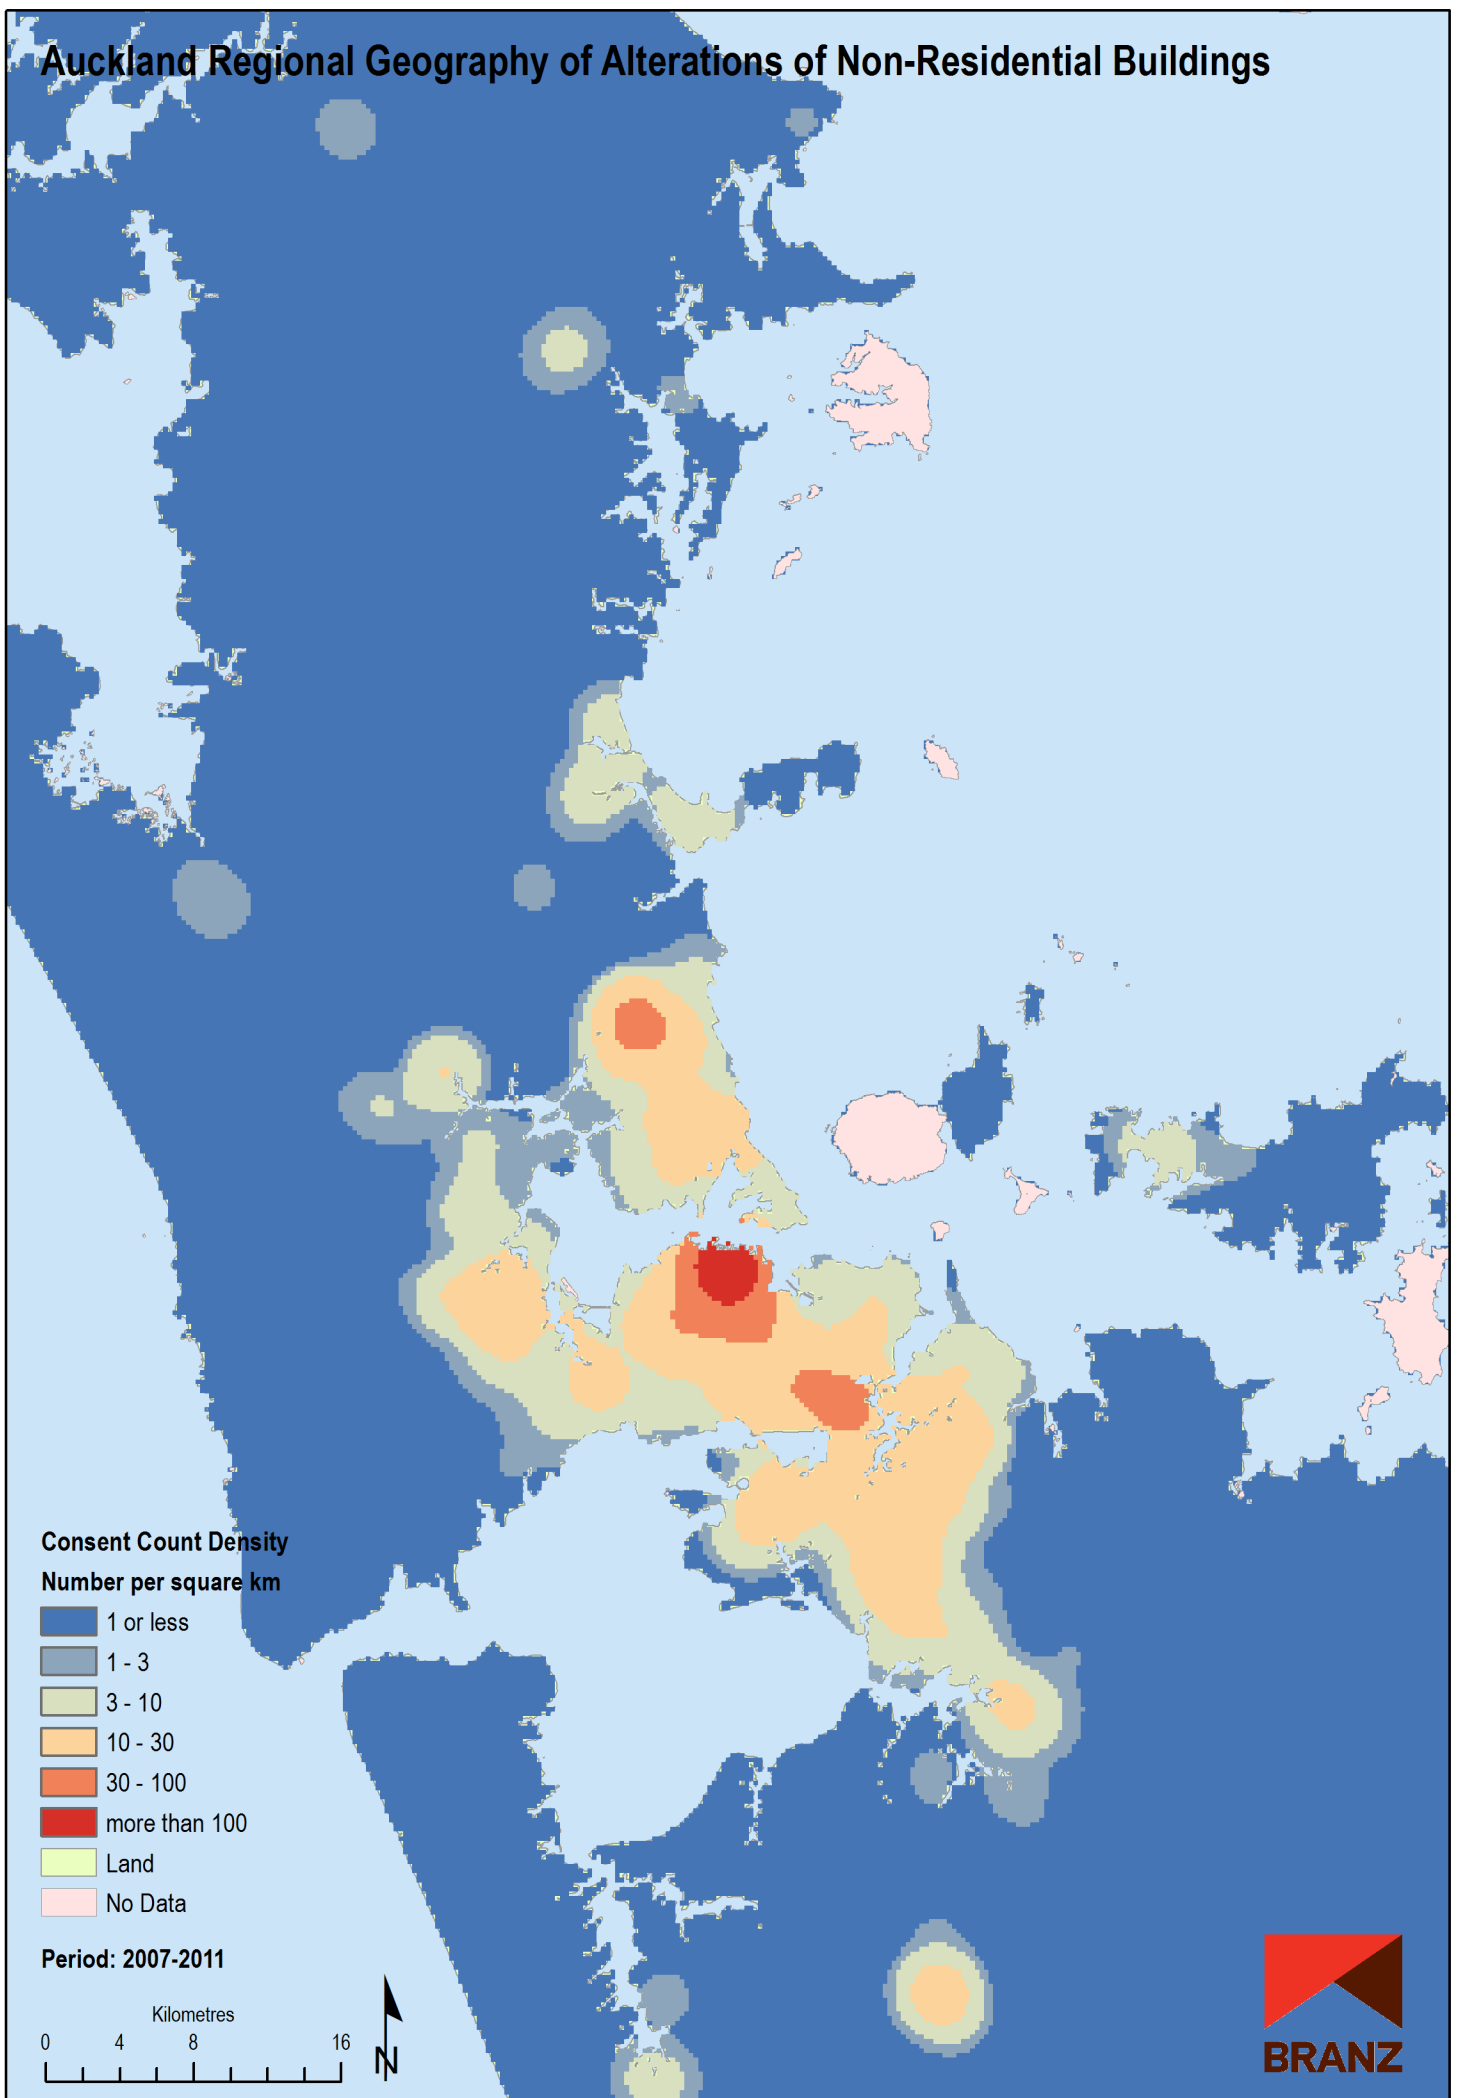 Auckland Regional Geography of Alterations of Non-Residential Buildings
Consent Count Density
Number per square km
1 or less
1 - 3
3 - 10
10 - 30
30 - 100
more than 100
Land
No Data
Period: 2007-2011
Kilometres
0 4 8 16
N
BRANZ